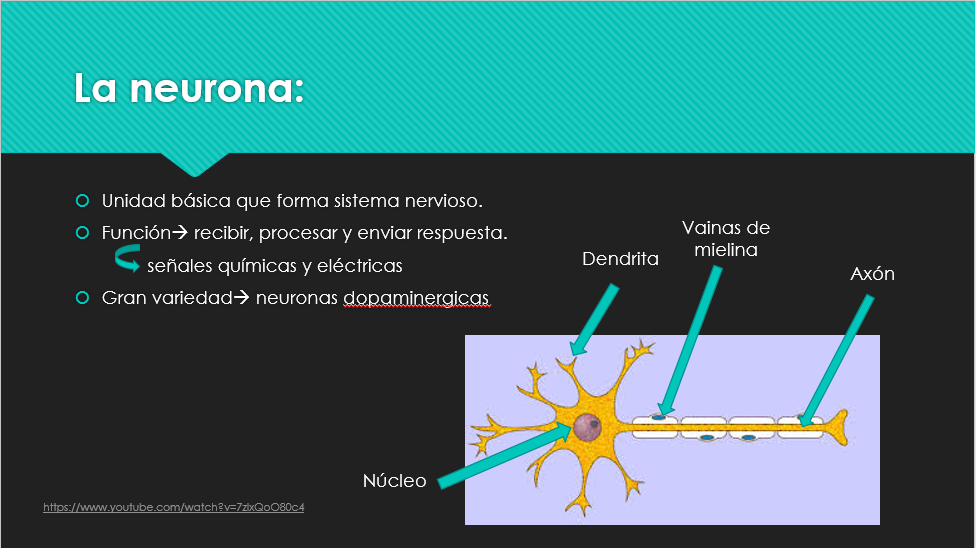 La neurona:
Unidad básica que forma sistema nervioso.
Función→ recibir, procesar y enviar respuesta.
señales químicas y eléctricas
Gran variedad→ neuronas dopaminergicas
Vainas de
mielina
Dendrita
Axón
Núcleo
https://www.youtube.com/watch?v=7zlxQoO80c4